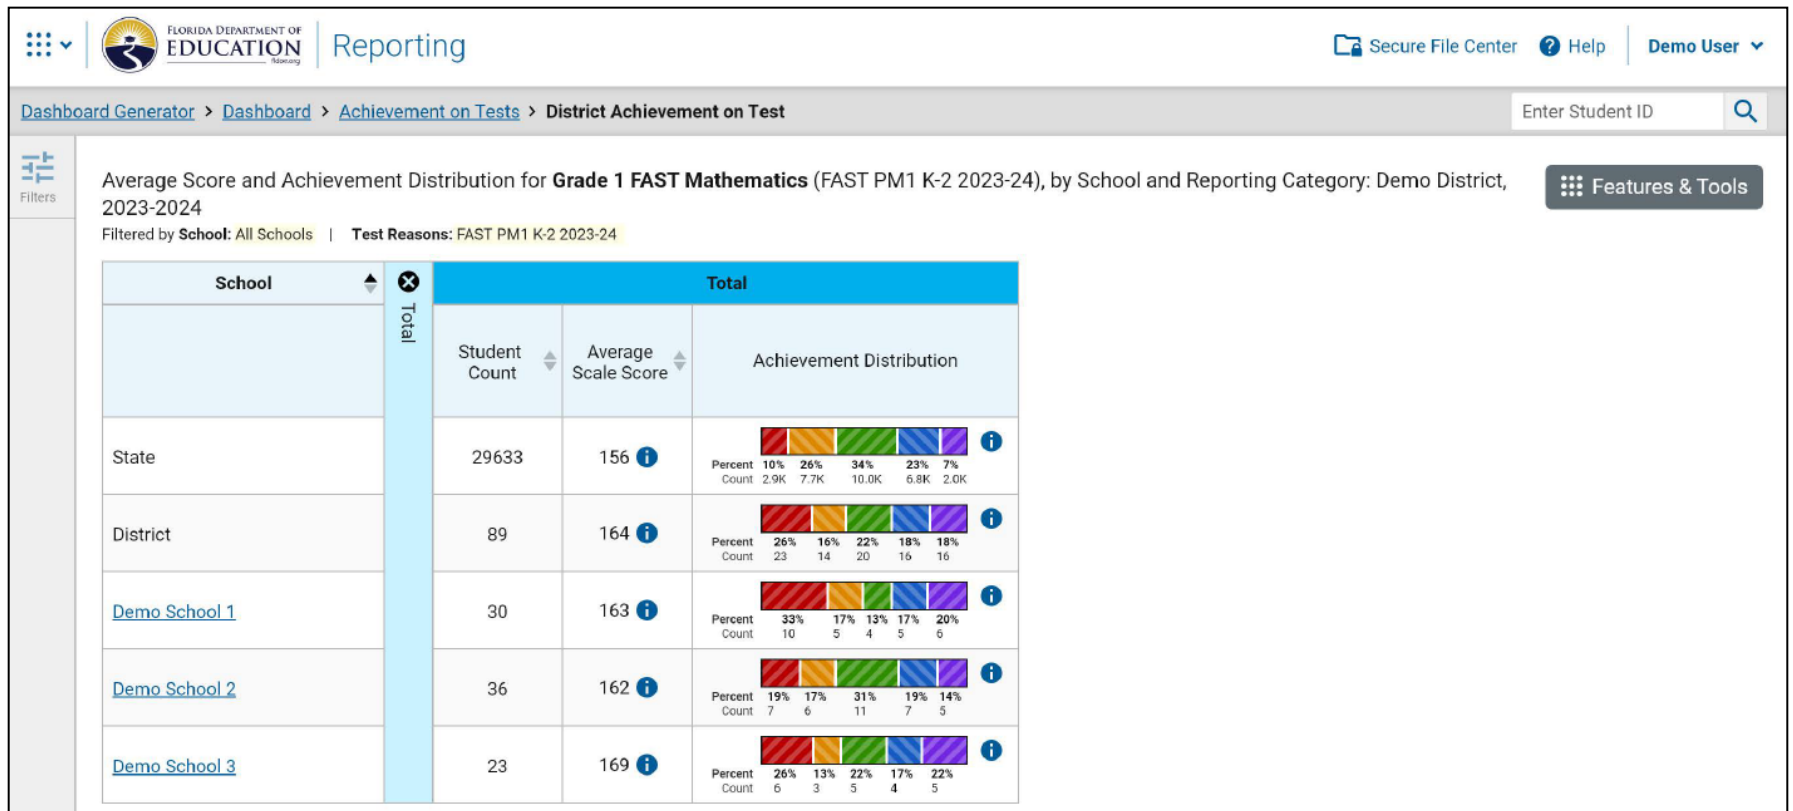 FLORIDA DEPARTMENT OF
EDUCATION
fldoe.org
Reporting
Secure File Center
Help
Demo User
Dashboard Generator > Dashboard > Achievement on Tests > District Achievement on Test
Enter Student ID
Filters
Average Score and Achievement Distribution for Grade 1 FAST Mathematics (FAST PM1 K-2 2023-24), by School and Reporting Category: Demo District,
2023-2024
Features & Tools
Filtered by School: All Schools | Test Reasons: FAST PM1 K-2 2023-24
School
Total
Total
Student
Count
Average
Scale Score
Achievement Distribution
State 29633 156
Percent 10% 26% 34% 23% 7%
Count 2.9K 7.7K 10.0K 6.8K 2.0K
District 89 164
Percent 26% 16% 22% 18% 18%
Count 23 14 20 16 16
Demo School 1 30 163
Percent 33% 17% 13% 17% 20%
Count 10 5 4 5 6
Demo School 2 36 162
Percent 19% 17% 31% 19% 14%
Count 7 6 11 7 5
Demo School 3 23 169
Percent 26% 13% 22% 17% 22%
Count 6 3 5 4 5